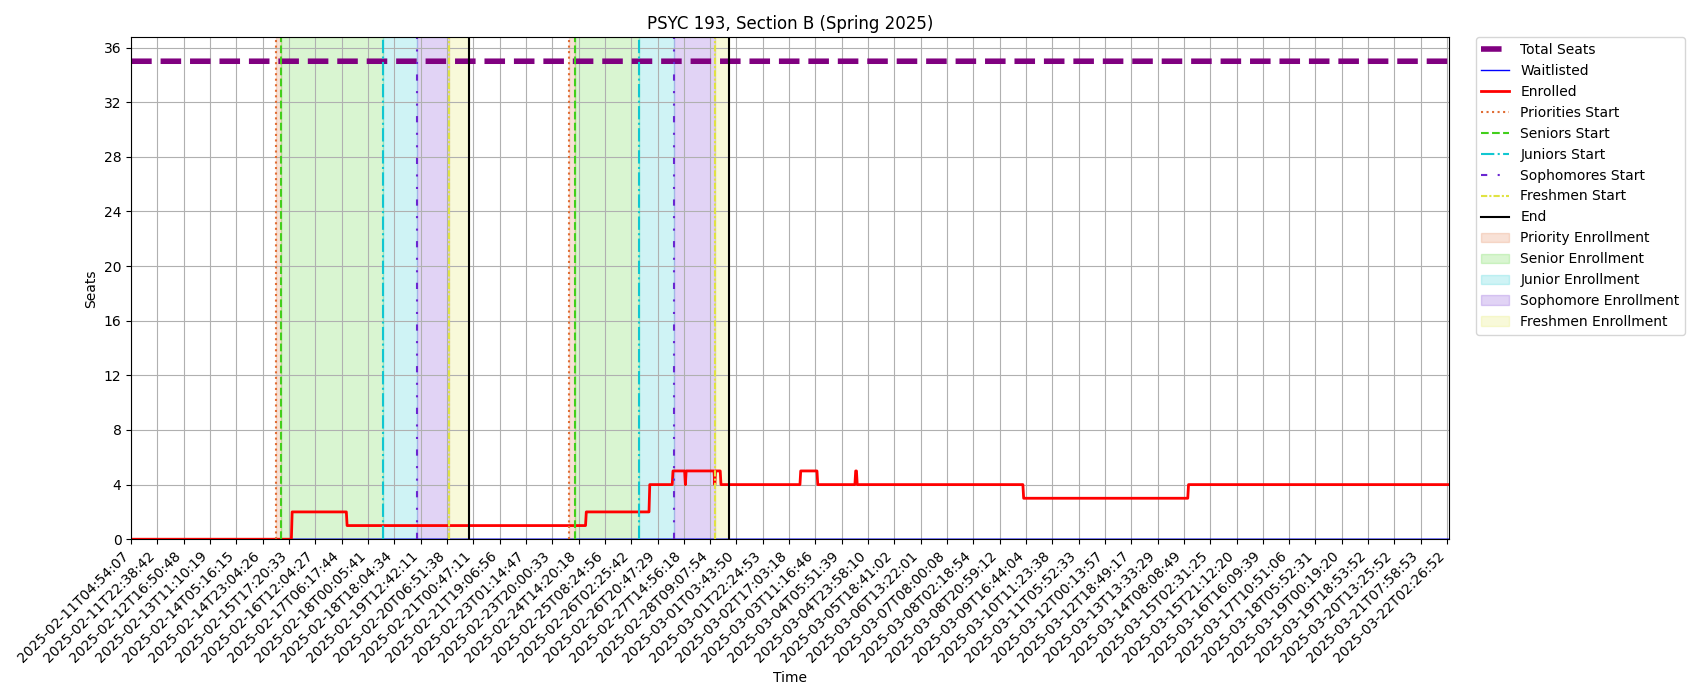 PSYC 193, Section B (Spring 2025)
Seats
36
32
28
24
20
16
12
8
4
0
2025-02-11T04:54:07
2025-02-11T22:38:42
2025-02-12T16:50:48
2025-02-13T11:10:19
2025-02-14T05:16:15
2025-02-14T23:04:26
2025-02-15T17:20:33
2025-02-16T12:04:27
2025-02-17T06:17:44
2025-02-18T00:05:41
2025-02-18T18:04:34
2025-02-19T12:42:11
2025-02-20T06:51:38
2025-02-21T00:47:11
2025-02-21T19:06:56
2025-02-22T13:14:47
2025-02-23T20:00:33
2025-02-24T14:20:18
2025-02-25T08:24:56
2025-02-26T02:25:42
2025-02-26T20:47:29
2025-02-27T14:56:18
2025-02-28T09:07:54
2025-03-01T03:43:50
2025-03-01T22:24:53
2025-03-02T17:03:18
2025-03-03T11:16:46
2025-03-04T05:51:39
2025-03-04T23:58:10
2025-03-05T18:41:02
2025-03-06T13:22:01
2025-03-07T08:00:08
2025-03-08T02:18:54
2025-03-08T20:59:12
2025-03-09T16:44:04
2025-03-10T11:23:38
2025-03-11T05:52:33
2025-03-12T00:13:57
2025-03-12T18:49:17
2025-03-13T13:33:29
2025-03-14T08:08:49
2025-03-15T02:31:25
2025-03-15T21:12:20
2025-03-16T16:09:39
2025-03-17T10:51:06
2025-03-18T05:52:31
2025-03-19T00:19:20
2025-03-19T18:53:52
2025-03-20T13:25:52
2025-03-21T07:58:53
2025-03-22T02:26:52
Time
Total Seats
Waitlisted
Enrolled
Priorities Start
Seniors Start
Juniors Start
Sophomores Start
Freshmen Start
End
Priority Enrollment
Senior Enrollment
Junior Enrollment
Sophomore Enrollment
Freshmen Enrollment